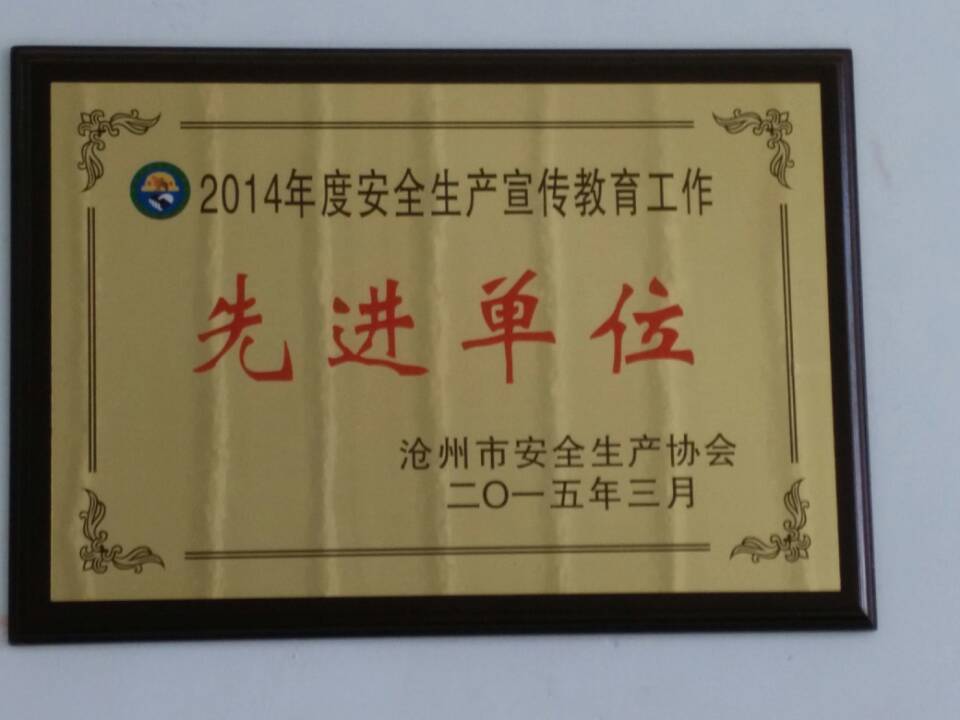 2014年度安全生产宣传教育工作
先进单位
沧州市安全生产协会
二〇一五年三月